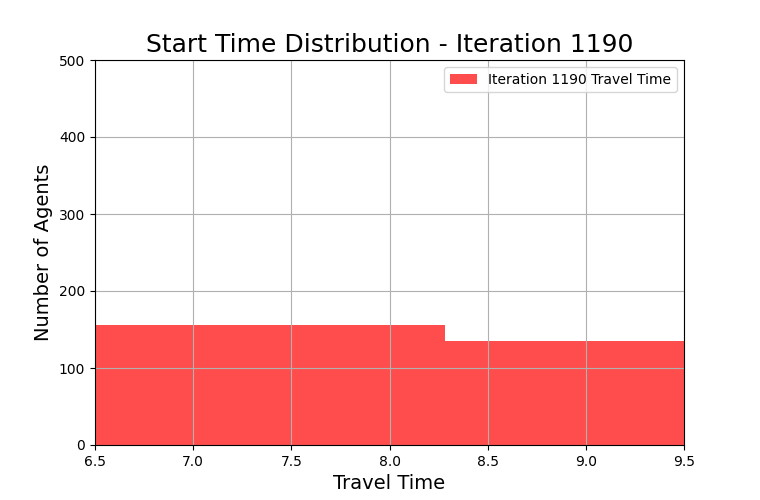 Start Time Distribution - Iteration 1190
Iteration 1190 Travel Time
Number of Agents
500
400
300
200
100
0
6.5 7.0 7.5 8.0 8.5 9.0 9.5
Travel Time